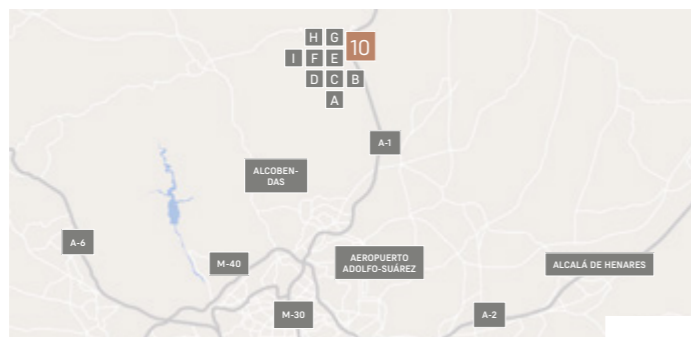 H G 10
I F E
D C B
A
A-1
ALCOBEN-
DAS
A-6
M-40
AEROPUERTO
ADOLFO-SUÁREZ
ALCALÁ DE HENARES
M-30
A-2